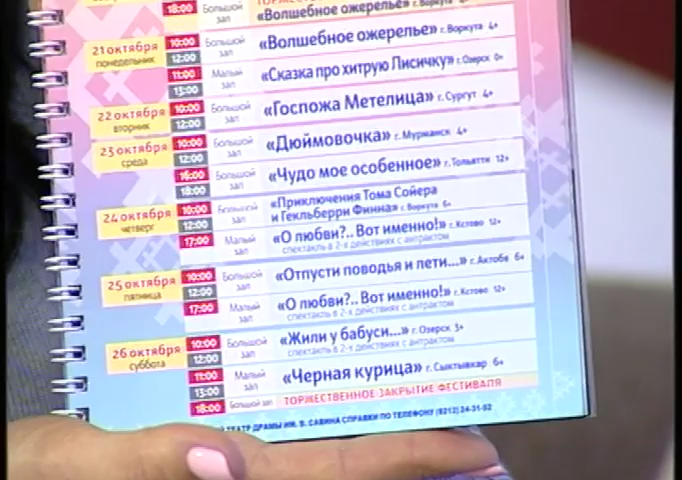 18:00 Большой зал «Волшебное ожерелье» г. Воркута
21 октября понедельник 10:00 12:00 Большой зал «Волшебное ожерелье» г. Воркута 4+
11:00 13:00 Малый зал «Сказка про хитрую Лисичку» г. Озерск 0+
22 октября вторник 10:00 12:00 Большой зал «Госпожа Метелица» г. Сургут 4+
23 октября среда 10:00 12:00 Большой зал «Дюймовочка» г. Мурманск 4+
16:00 18:00 Большой зал «Чудо мое особенное» г. Тольятти 12+
24 октября четверг 10:00 12:00 Большой зал «Приключения Тома Сойера
и Гекльберри Финна» г. Воркута 6+
17:00 Малый зал «О любви?.. Вот именно!» г. Кстово 12+
спектакль в 2-х действиях с антрактом
25 октября пятница 10:00 12:00 Большой зал «Отпусти поводья и лети...» г. Актобе 6+
17:00 Малый зал «О любви?.. Вот именно!» г. Кстово 12+
спектакль в 2-х действиях с антрактом
26 октября суббота 10:00 12:00 Большой зал «Жили у бабуси...» г. Озерск 3+
спектакль в 2-х действиях с антрактом
11:00 13:00 Малый зал «Черная курица» г. Сыктывкар 6+
18:00 Большой зал ТОРЖЕСТВЕННОЕ ЗАКРЫТИЕ ФЕСТИВАЛЯ
ТЕАТР ДРАМЫ ИМ. В. САВИНА СПРАВКИ ПО ТЕЛЕФОНУ (8212) 24-31-52